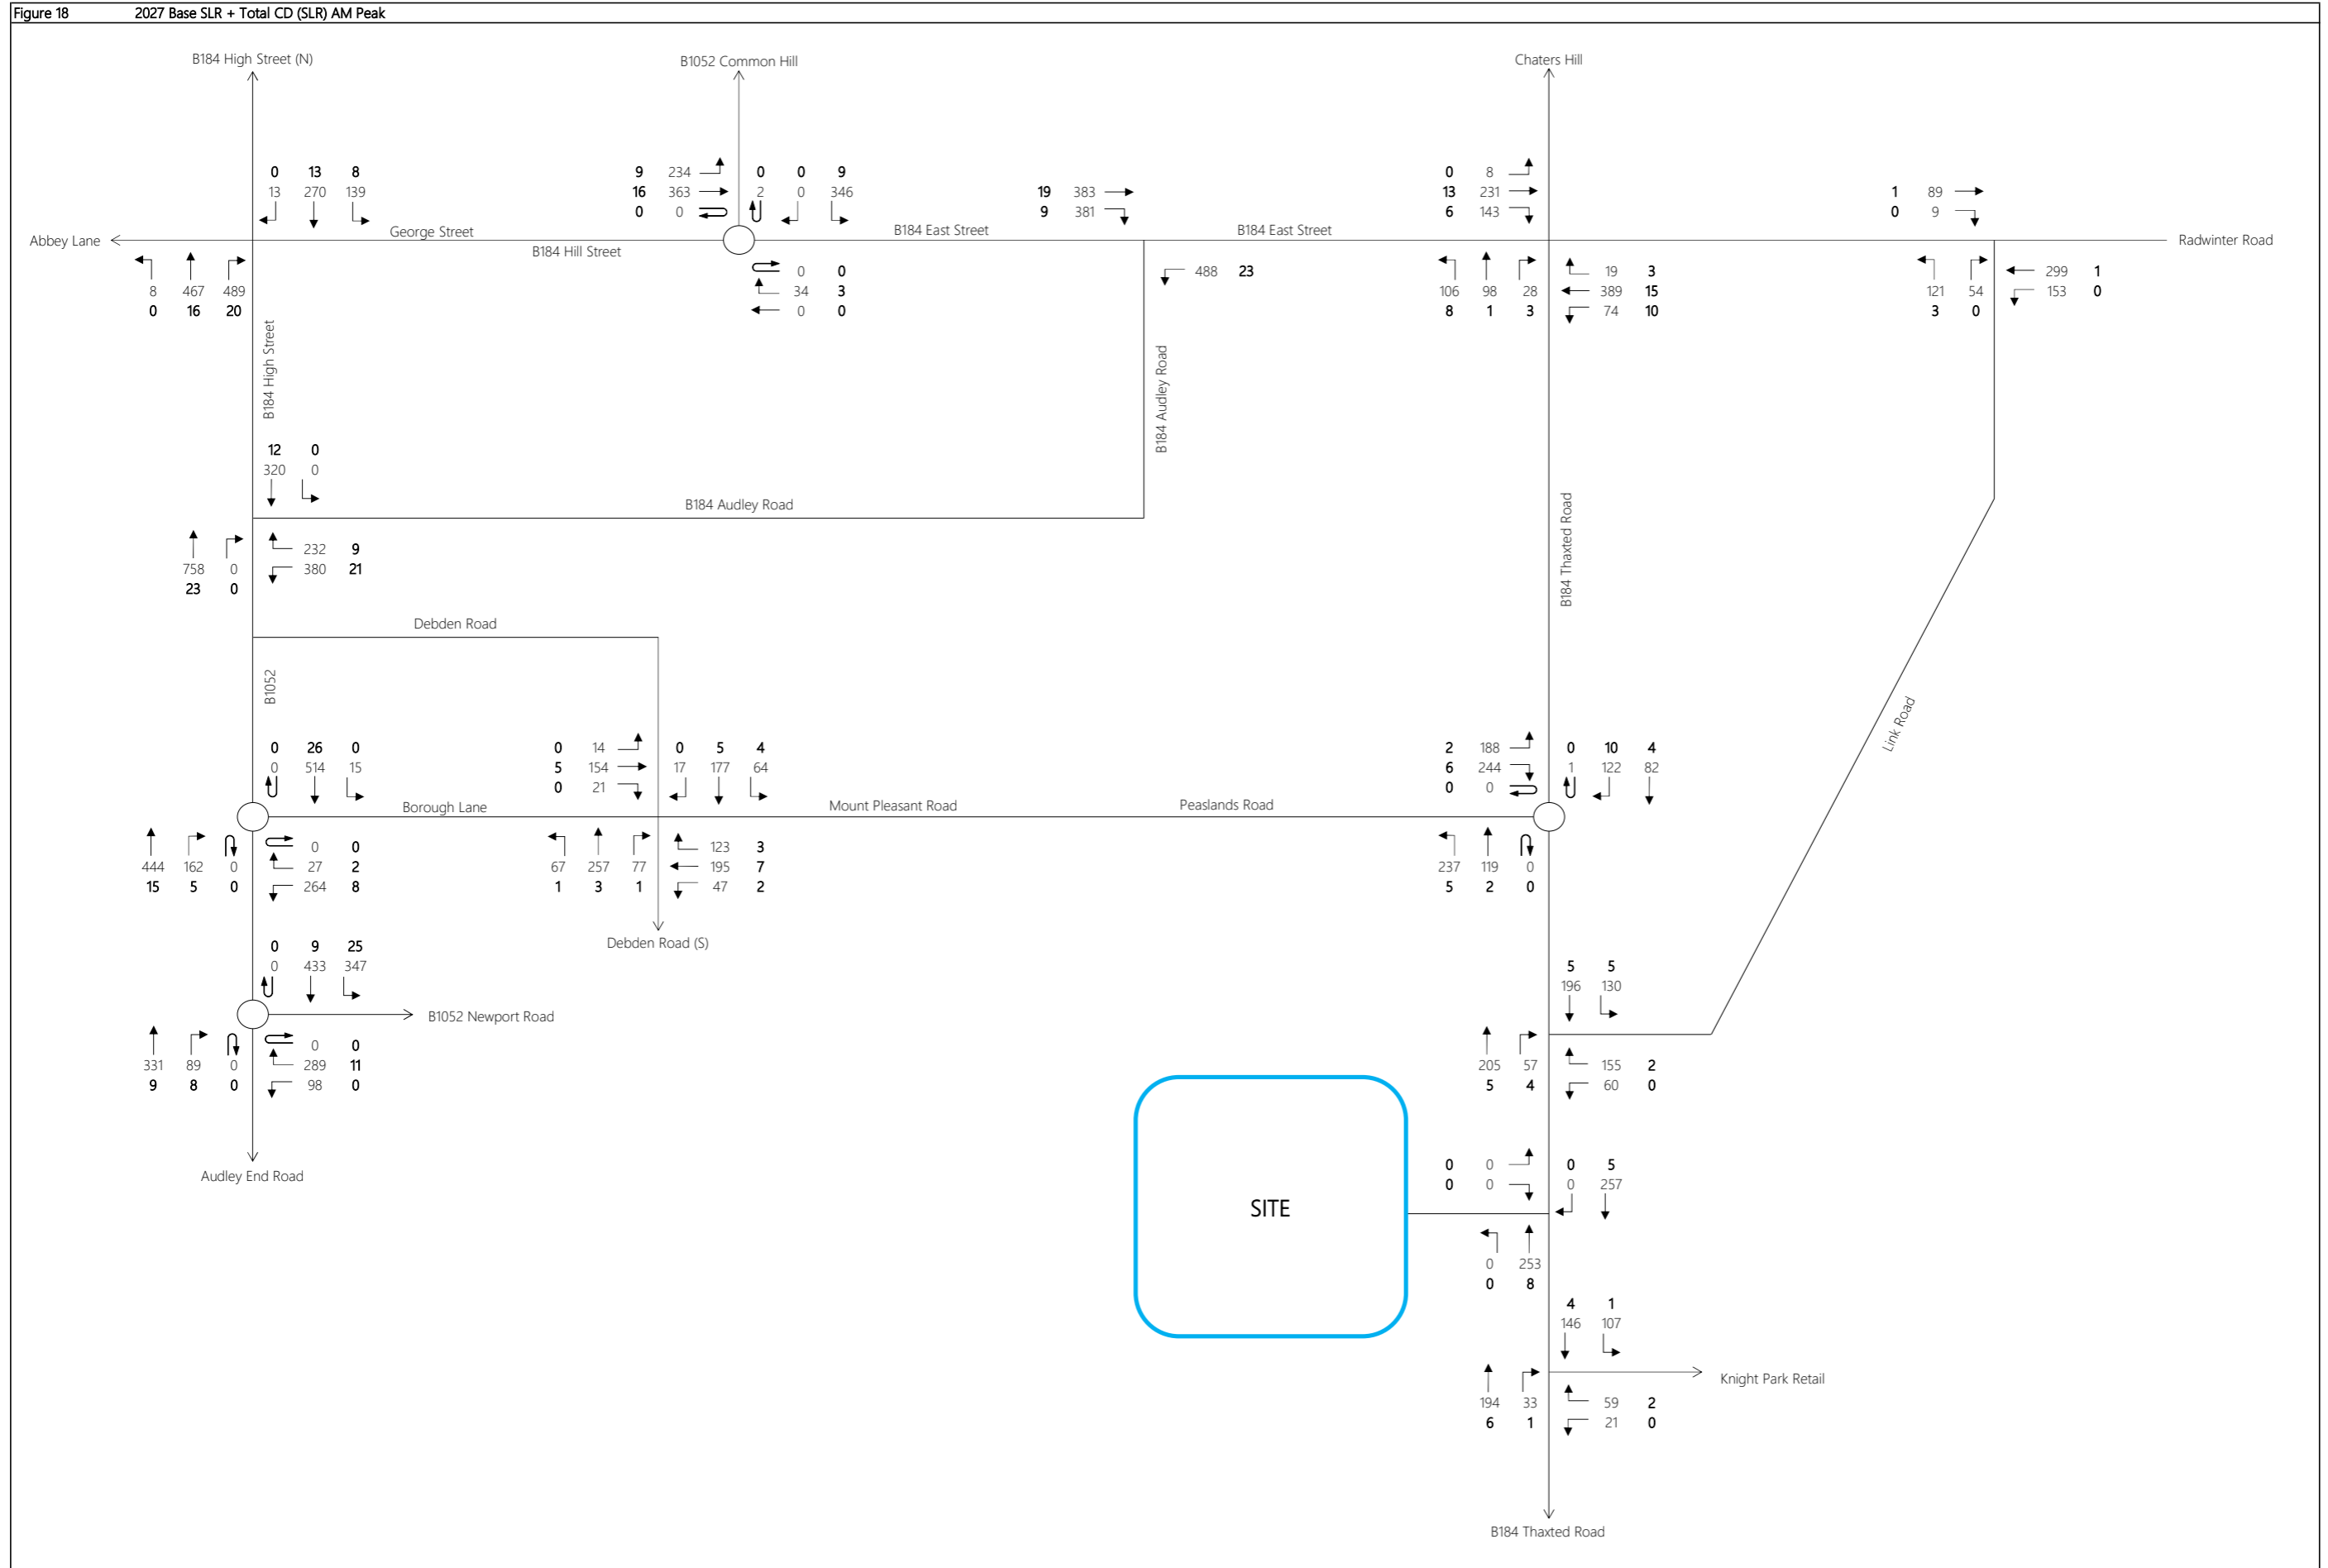 Figure 18 2027 Base SLR + Total CD (SLR) AM Peak
B184 High Street (N)
B1052 Common Hill
Chaters Hill
0 13 8
13 270 139
9 234
16 363
0 0
0 0 9
2 0 346
19 383
9 381
0 8
13 231
6 143
1 89
0 9
Abbey Lane
George Street
B184 Hill Street
B184 East Street
B184 East Street
Radwinter Road
8 467 489
0 16 20
0 0
34 3
0 0
488 23
106 98 28
8 1 3
19 3
389 15
74 10
121 54
3 0
299 1
153 0
B184 High Street
B184 Audley Road
12 0
320 0
B184 Audley Road
B184 Thaxted Road
758 0
23 0
232 9
380 21
Debden Road
B1052
Link Road
0 26 0
0 514 15
0 14
5 154
0 21
0 5 4
17 177 64
2 188
6 244
0 0
0 10 4
1 122 82
Borough Lane
Mount Pleasant Road
Peaslands Road
444 162 0
15 5 0
0 0
27 2
264 8
67 257 77
1 3 1
123 3
195 7
47 2
237 119 0
5 2 0
Debden Road (S)
0 9 25
0 433 347
5 5
196 130
B1052 Newport Road
331 89 0
9 8 0
0 0
289 11
98 0
205 57
5 4
155 2
60 0
Audley End Road
SITE
0 0
0 0
0 5
0 257
0 253
0 8
4 1
146 107
Knight Park Retail
194 33
6 1
59 2
21 0
B184 Thaxted Road